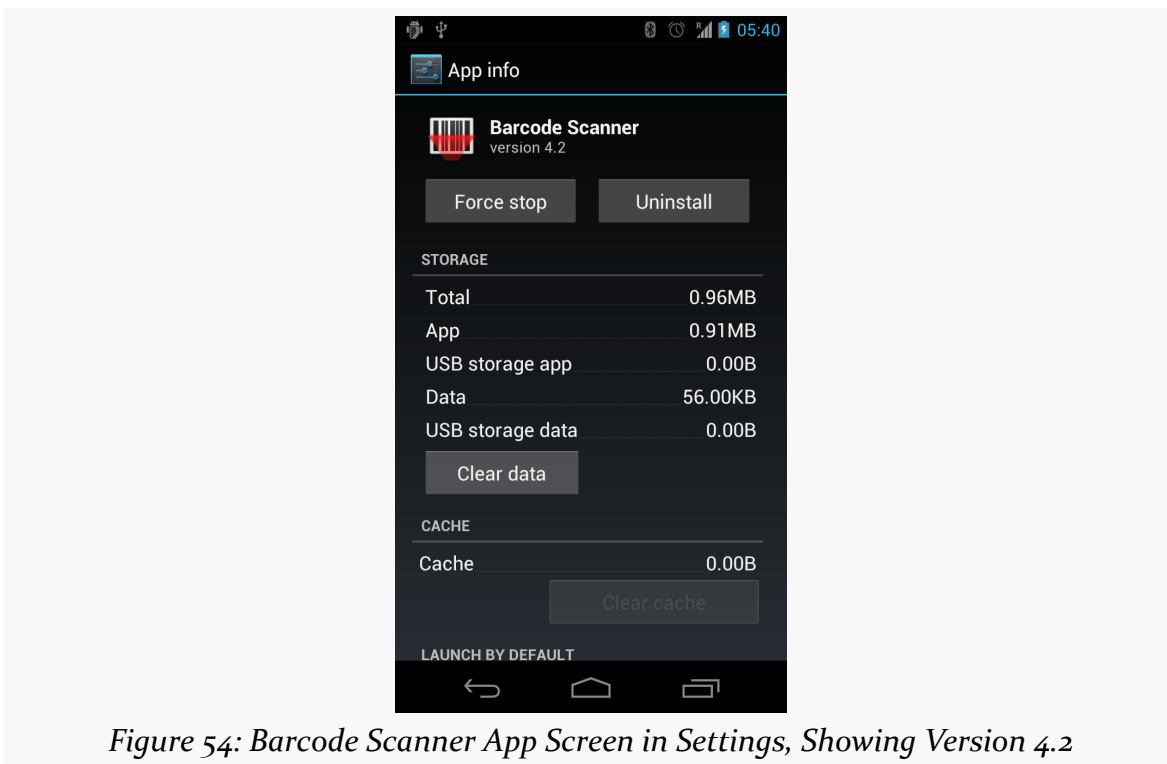 R 05:40
App info
Barcode Scanner
version 4.2
Force stop Uninstall
STORAGE
Total 0.96MB
App 0.91MB
USB storage app 0.00B
Data 56.00KB
USB storage data 0.00B
Clear data
CACHE
Cache 0.00B
Clear cache
LAUNCH BY DEFAULT
Figure 54: Barcode Scanner App Screen in Settings, Showing Version 4.2